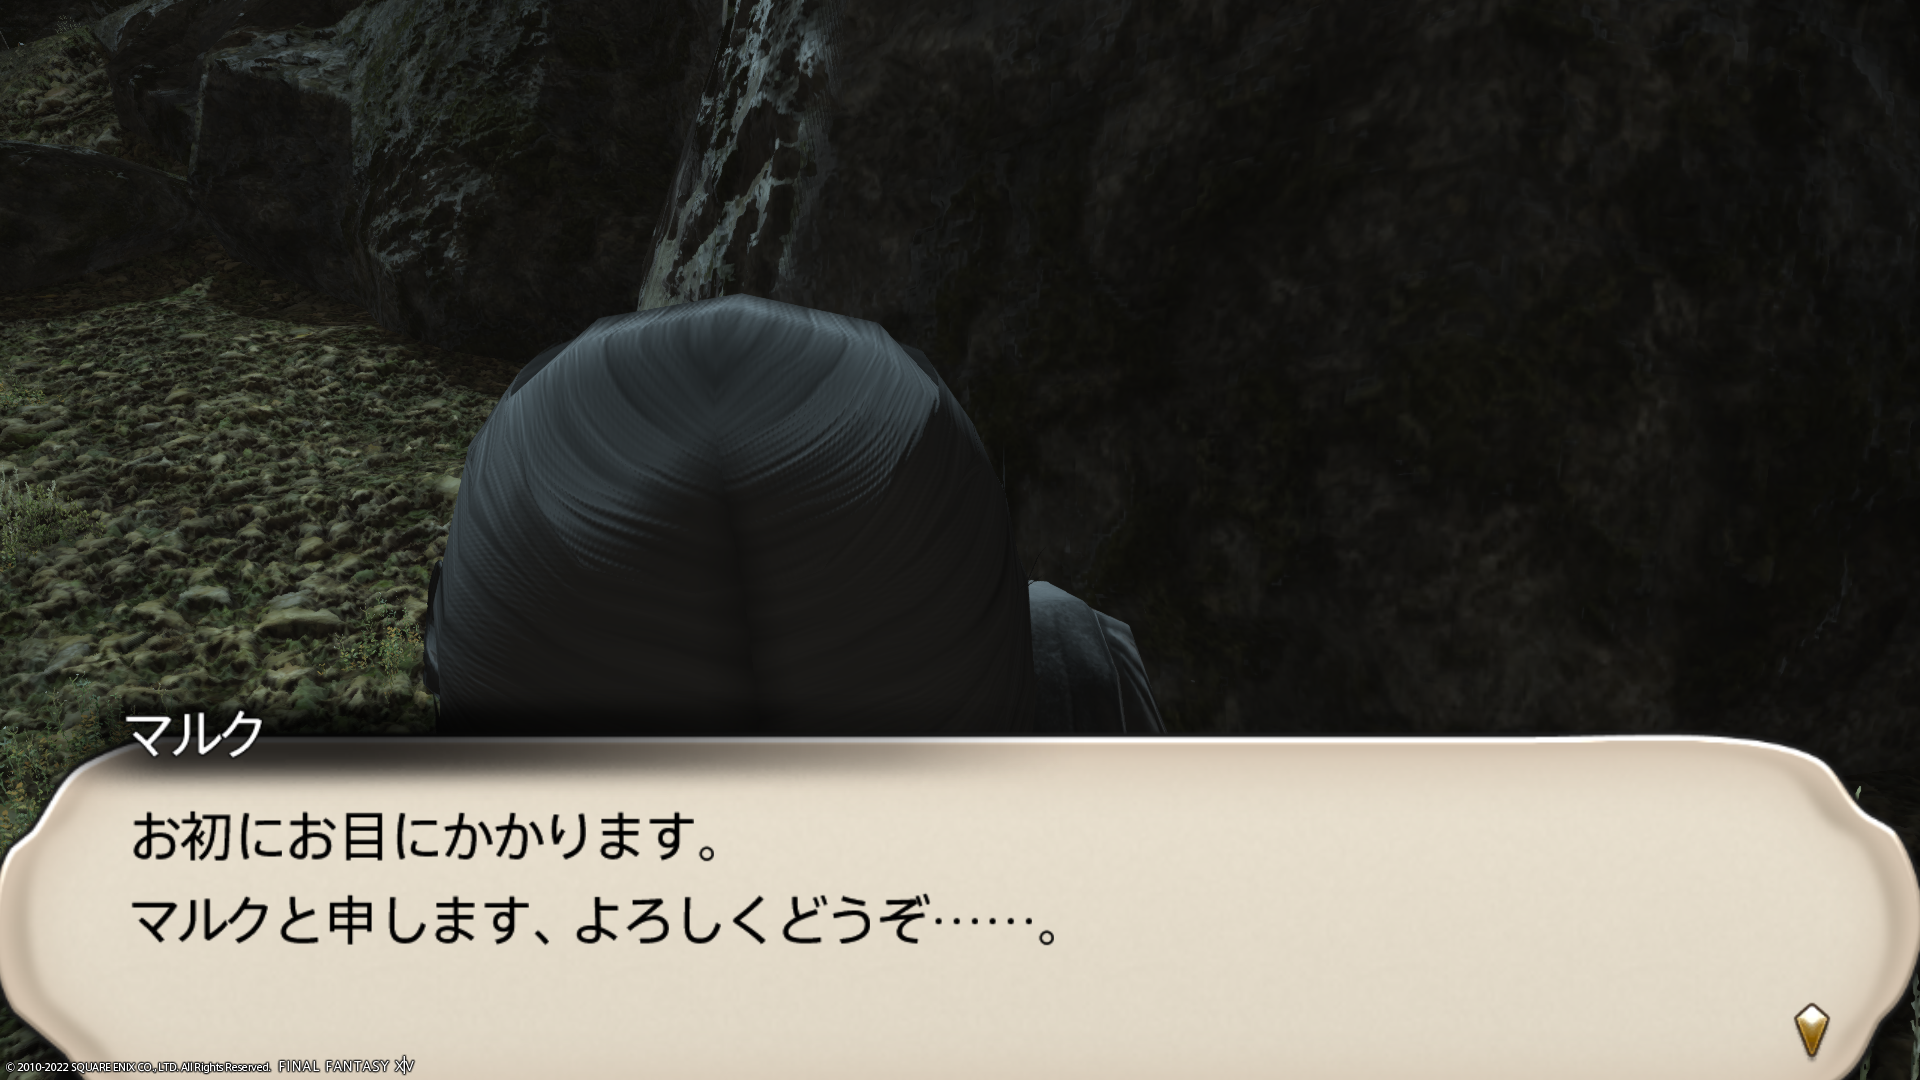 マルク
お初にお目にかかります。
マルクと申します、よろしくどうぞ……。
© 2010-2022 SQUARE ENIX CO., LTD. All Rights Reserved. FINAL FANTASY XIV